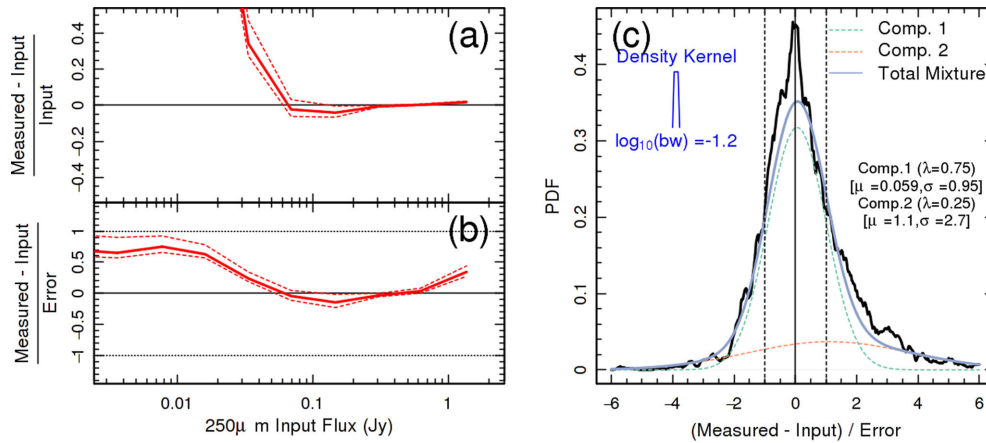 Measured - Input
Input
-0.4 -0.2 0 0.2 0.4
(a)
Measured - Input
Error
-1 -0.5 0 0.5 1
(b)
0.01 0.1 1
250μ m Input Flux (Jy)
(c)
Density Kernel
log10(bw) =-1.2
Comp. 1
Comp. 2
Total Mixture
Comp.1 (λ=0.75)
[μ =0.059,σ =0.95]
Comp.2 (λ=0.25)
[μ =1.1,σ =2.7]
PDF
0 0.1 0.2 0.3 0.4
-6 -4 -2 0 2 4 6
(Measured - Input) / Error